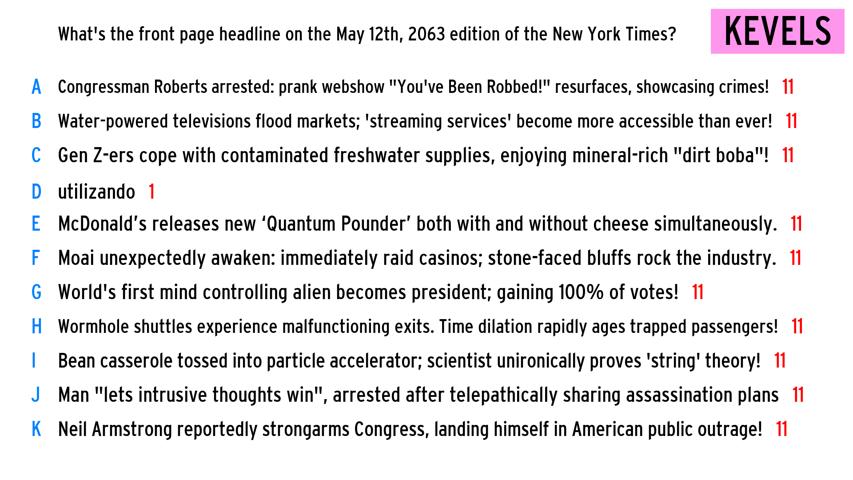 What's the front page headline on the May 12th, 2063 edition of the New York Times? KEVELS
A Congressman Roberts arrested: prank webshow "You've Been Robbed!" resurfaces, showcasing crimes! 11
B Water-powered televisions flood markets; 'streaming services' become more accessible than ever! 11
C Gen Z-ers cope with contaminated freshwater supplies, enjoying mineral-rich "dirt boba"! 11
D utilizando 1
E McDonald’s releases new ‘Quantum Pounder’ both with and without cheese simultaneously. 11
F Moai unexpectedly awaken: immediately raid casinos; stone-faced bluffs rock the industry. 11
G World's first mind controlling alien becomes president; gaining 100% of votes! 11
H Wormhole shuttles experience malfunctioning exits. Time dilation rapidly ages trapped passengers! 11
I Bean casserole tossed into particle accelerator; scientist unironically proves 'string' theory! 11
J Man "lets intrusive thoughts win", arrested after telepathically sharing assassination plans 11
K Neil Armstrong reportedly strongarms Congress, landing himself in American public outrage! 11